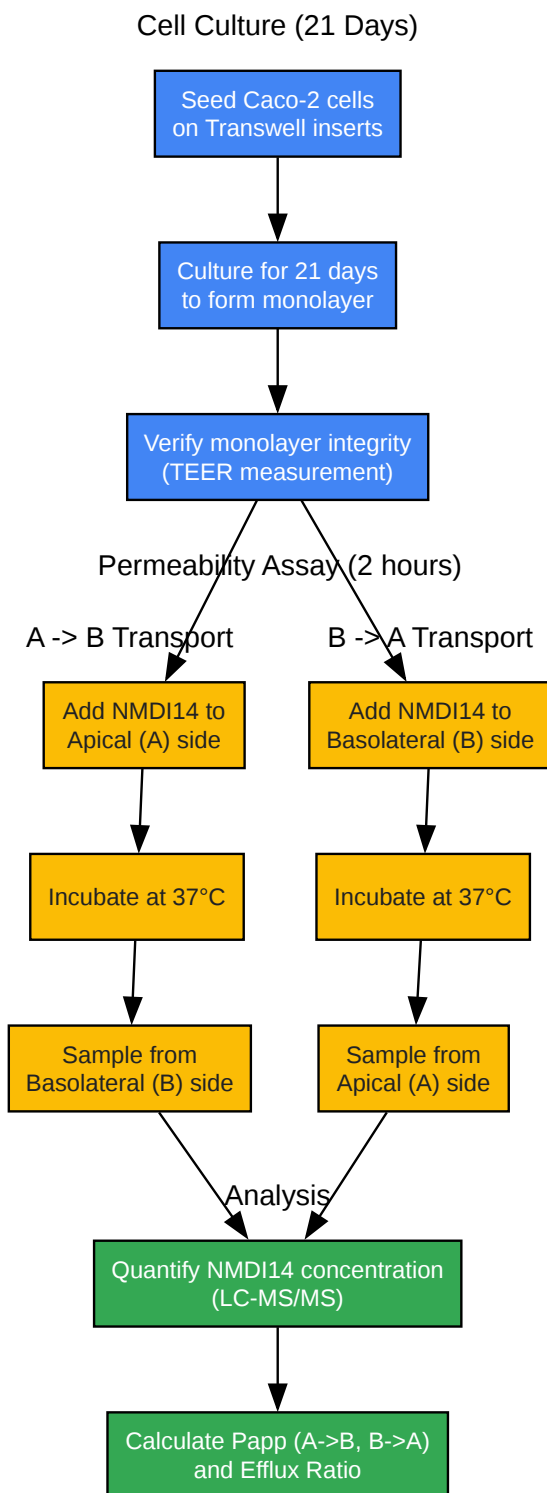 Cell Culture (21 Days)
Seed Caco-2 cells
on Transwell inserts
Culture for 21 days
to form monolayer
Verify monolayer integrity
(TEER measurement)
Permeability Assay (2 hours)
A -> B Transport
B -> A Transport
Add NMDI14 to
Apical (A) side
Add NMDI14 to
Basolateral (B) side
Incubate at 37°C
Incubate at 37°C
Sample from
Basolateral (B) side
Sample from
Apical (A) side
Analysis
Quantify NMDI14 concentration
(LC-MS/MS)
Calculate Papp (A->B, B->A)
and Efflux Ratio